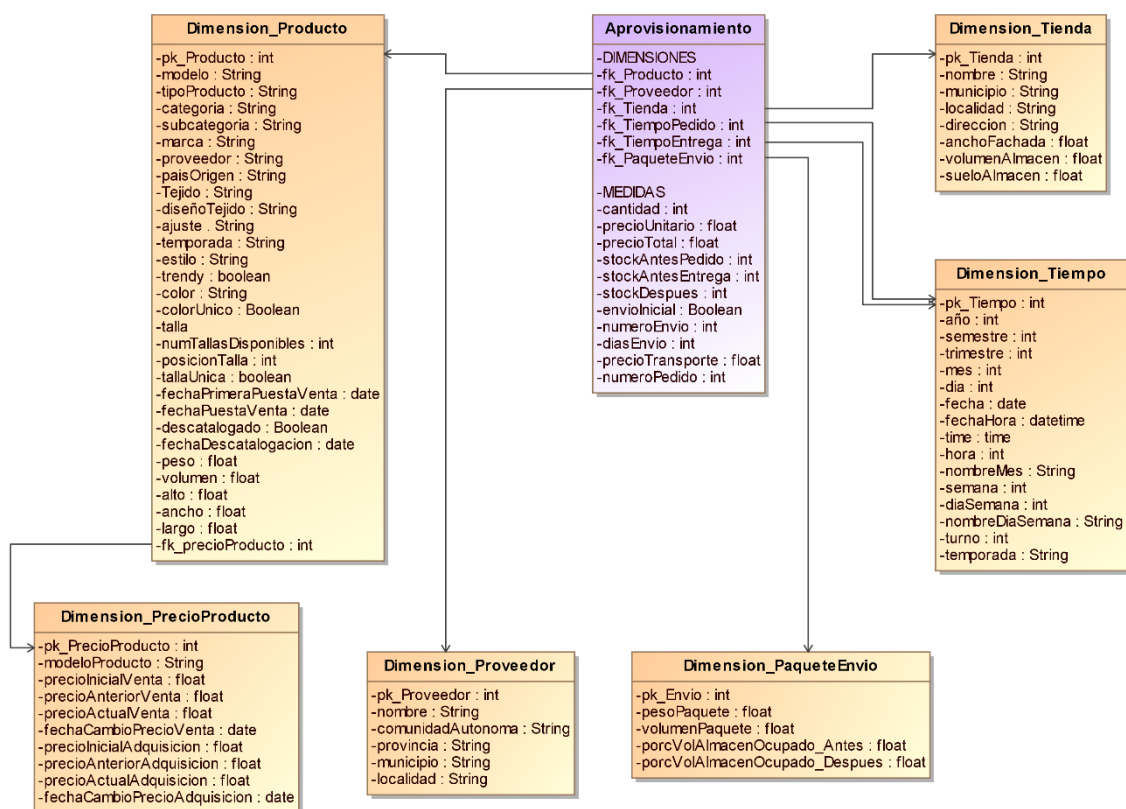 Dimension_Producto
-pk_Producto : int
-modelo : String
-tipoProducto : String
-categoria : String
-subcategoria : String
-marca : String
-proveedor : String
-paisOrigen : String
-Tejido : String
-diseñoTejido : String
-ajuste : String
-temporada : String
-estilo : String
-trendy : boolean
-color : String
-colorUnico : Boolean
-talla
-numTallasDisponibles : int
-posicionTalla : int
-tallaUnica : boolean
-fechaPrimeraPuestaVenta : date
-fechaPuestaVenta : date
-descatalogado : Boolean
-fechaDescatalogacion : date
-peso : float
-volumen : float
-alto : float
-ancho : float
-largo : float
-fk_precioProducto : int
Aprovisionamiento
-DIMENSIONES
-fk_Producto : int
-fk_Proveedor : int
-fk_Tienda : int
-fk_TiempoPedido : int
-fk_TiempoEntrega : int
-fk_PaqueteEnvio : int
-MEDIDAS
-cantidad : int
-precioUnitario : float
-precioTotal : float
-stockAntesPedido : int
-stockAntesEntrega : int
-stockDespues : int
-envioInicial : Boolean
-numeroEnvio : int
-diasEnvio : int
-precioTransporte : float
-numeroPedido : int
Dimension_Tienda
-pk_Tienda : int
-nombre : String
-municipio : String
-localidad : String
-direccion : String
-anchoFachada : float
-volumenAlmacen : float
-sueloAlmacen : float
Dimension_Tiempo
-pk_Tiempo : int
-año : int
-semestre : int
-trimestre : int
-mes : int
-dia : int
-fecha : date
-fechaHora : datetime
-time : time
-hora : int
-nombreMes : String
-semana : int
-diaSemana : int
-nombreDiaSemana : String
-turno : int
-temporada : String
Dimension_PrecioProducto
-pk_PrecioProducto : int
-modeloProducto : String
-precioInicialVenta : float
-precioAnteriorVenta : float
-precioActualVenta : float
-fechaCambioPrecioVenta : date
-precioInicialAdquisicion : float
-precioAnteriorAdquisicion : float
-precioActualAdquisicion : float
-fechaCambioPrecioAdquisicion : date
Dimension_Proveedor
-pk_Proveedor : int
-nombre : String
-comunidadAutonoma : String
-provincia : String
-municipio : String
-localidad : String
Dimension_PaqueteEnvio
-pk_Envio : int
-pesoPaquete : float
-volumenPaquete : float
-porcVolAlmacenOcupado_Antes : float
-porcVolAlmacenOcupado_Despues : float